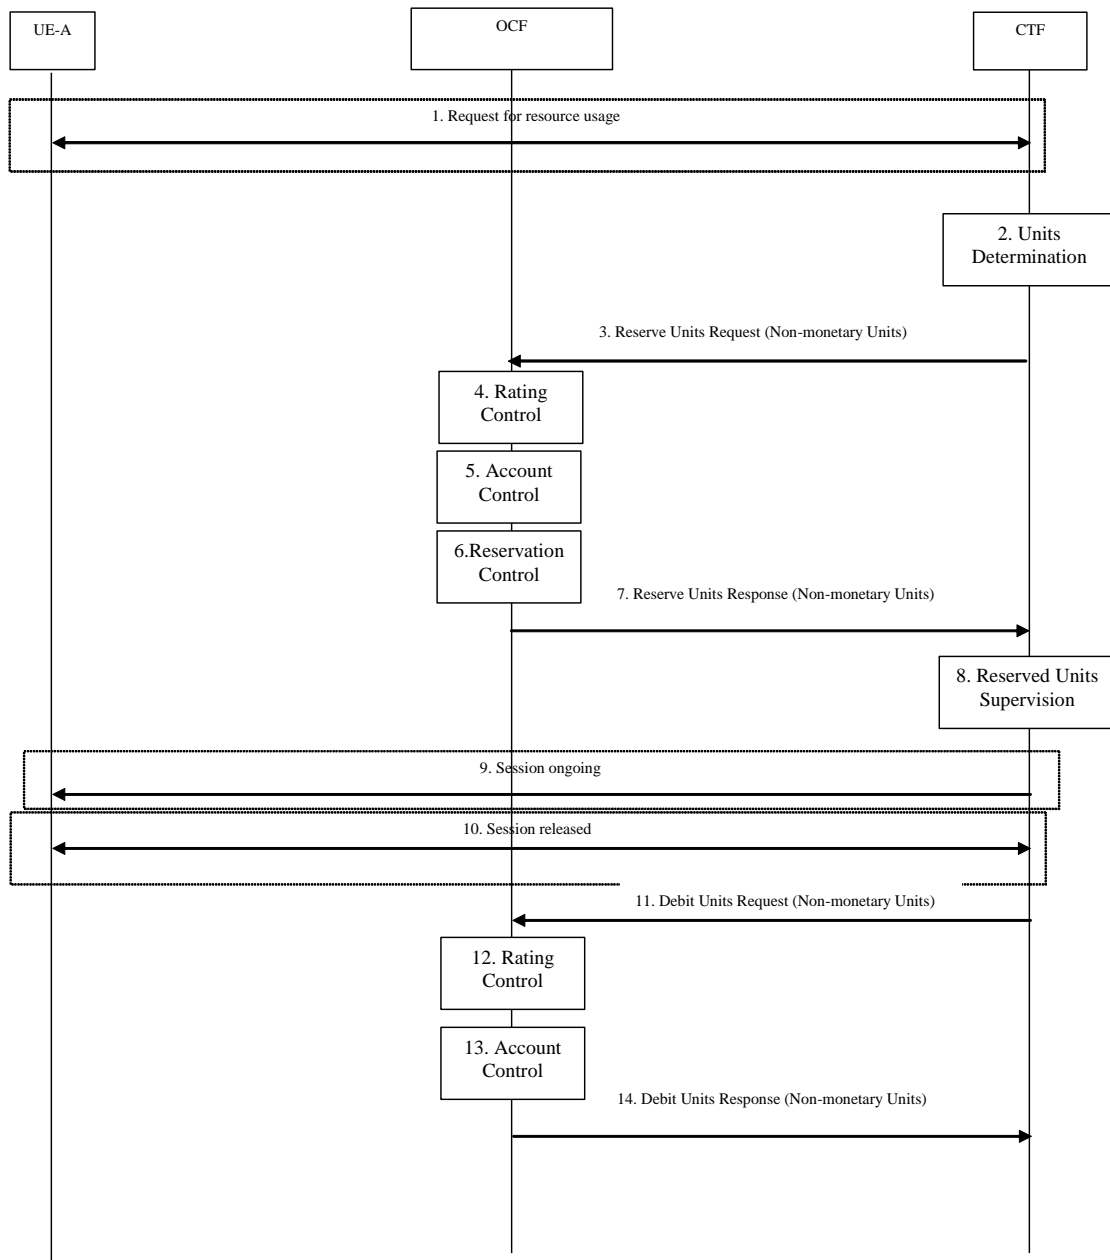 UE-A
OCF
CTF
1. Request for resource usage
2. Units
Determination
3. Reserve Units Request (Non-monetary Units)
4. Rating
Control
5. Account
Control
6.Reservation
Control
7. Reserve Units Response (Non-monetary Units)
8. Reserved Units
Supervision
9. Session ongoing
10. Session released
11. Debit Units Request (Non-monetary Units)
12. Rating
Control
13. Account
Control
14. Debit Units Response (Non-monetary Units)